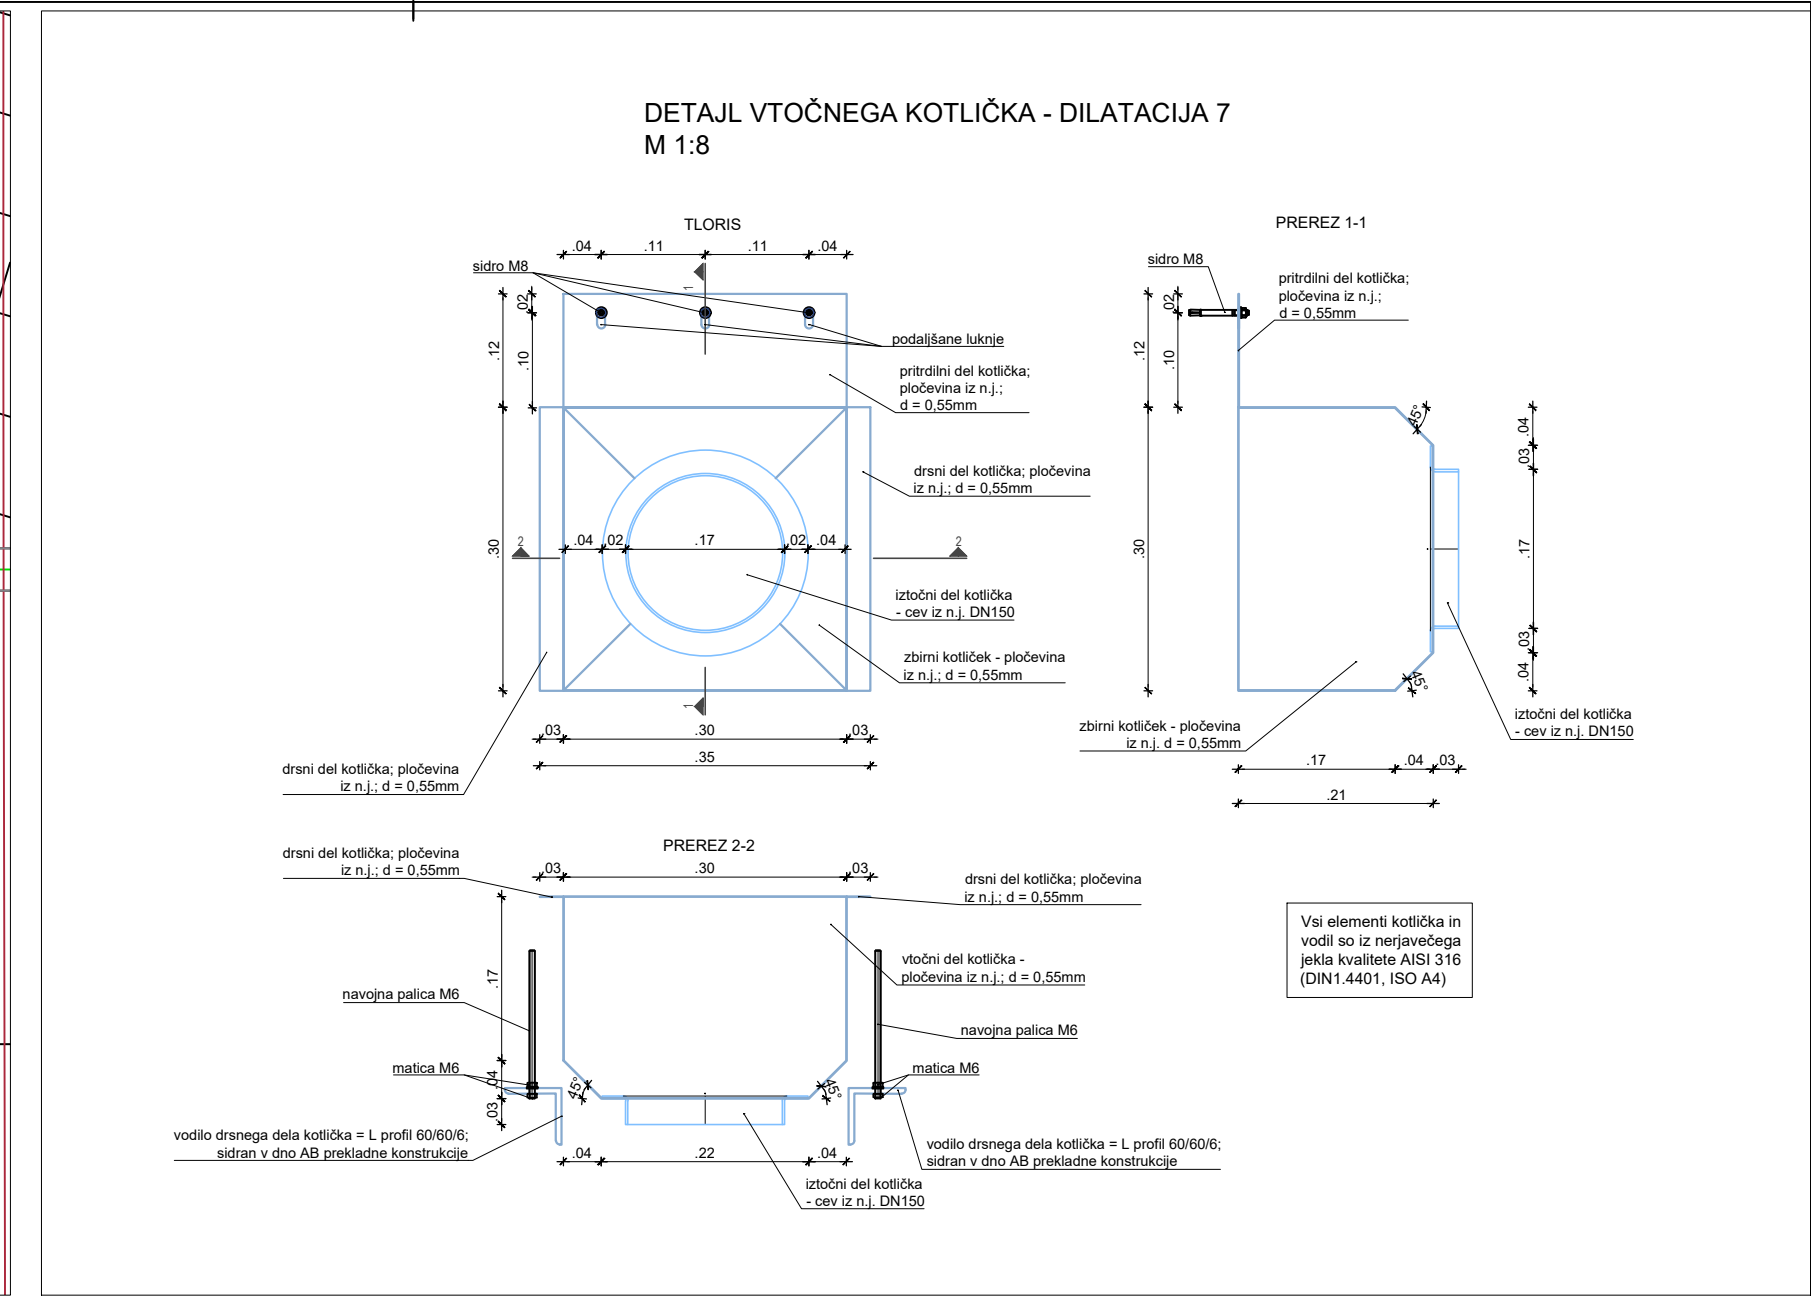 DETAJL VTOČNEGA KOTLIČKA - DILATACIJA 7
M 1:8
TLORIS
.04 .11 .11 .04
sidro M8
1
.02
.12
.10
podaljšane luknje
pritrdilni del kotlička;
pločevina iz n.j.;
d = 0,55mm
drsni del kotlička; pločevina
iz n.j.; d = 0,55mm
.30
2
.04 .02 .17 .02 .04
2
iztočni del kotlička
- cev iz n.j. DN150
zbirni kotliček - pločevina
iz n.j.; d = 0,55mm
1
.03 .30 .03
.35
drsni del kotlička; pločevina
iz n.j.; d = 0,55mm
PREREZ 1-1
sidro M8
pritrdilni del kotlička;
pločevina iz n.j.;
d = 0,55mm
.02
.12
.10
45°
.04
.03
.30
.17
.03
.04
45°
iztočni del kotlička
- cev iz n.j. DN150
zbirni kotliček - pločevina
iz n.j. d = 0,55mm
.17 .04 .03
.21
PREREZ 2-2
drsni del kotlička; pločevina
iz n.j.; d = 0,55mm
.03 .30 .03
drsni del kotlička; pločevina
iz n.j.; d = 0,55mm
vtočni del kotlička -
pločevina iz n.j.; d = 0,55mm
.17
navojna palica M6
navojna palica M6
matica M6
matica M6
.04
45°
45°
.03
vodilo drsnega dela kotlička = L profil 60/60/6;
sidran v dno AB prekladne konstrukcije
vodilo drsnega dela kotlička = L profil 60/60/6;
sidran v dno AB prekladne konstrukcije
.04 .22 .04
iztočni del kotlička
- cev iz n.j. DN150
Vsi elementi kotlička in
vodil so iz nerjavečega
jekla kvalitete AISI 316
(DIN1.4401, ISO A4)